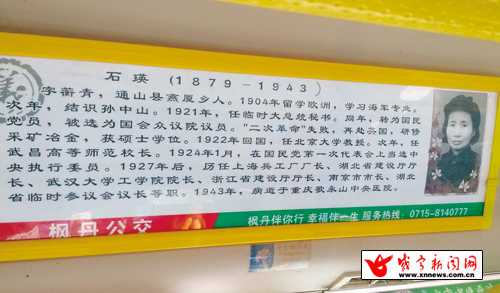 石瑛(1879-1943)
字蘅青,通山县燕厦乡人。1904年留学欧洲,学习海军专业。
次年,结识孙中山。1921年,任临时大总统秘书。同年,转为国民
党员,被选为国会众议院议员。"二次革命"失败,再赴英国,研修
采矿冶金,获硕士学位。1922年回国,任北京大学教授。次年,任
武昌高等师范校长。1924年1月,在国民党第一次代表会上当选中
央执行委员。1927年后,历任上海兵工厂厂长、湖北省建设厅厅
长、武汉大学工学院院长、浙江省建设厅厅长、南京市市长、湖北
省临时参议会议长等职。1943年,病逝于重庆歌永山中央医院。
枫丹公交
枫丹伴你行 幸福伴一生 服务热线:0715-8140777
咸宁新闻网
www.xnnews.com.cn